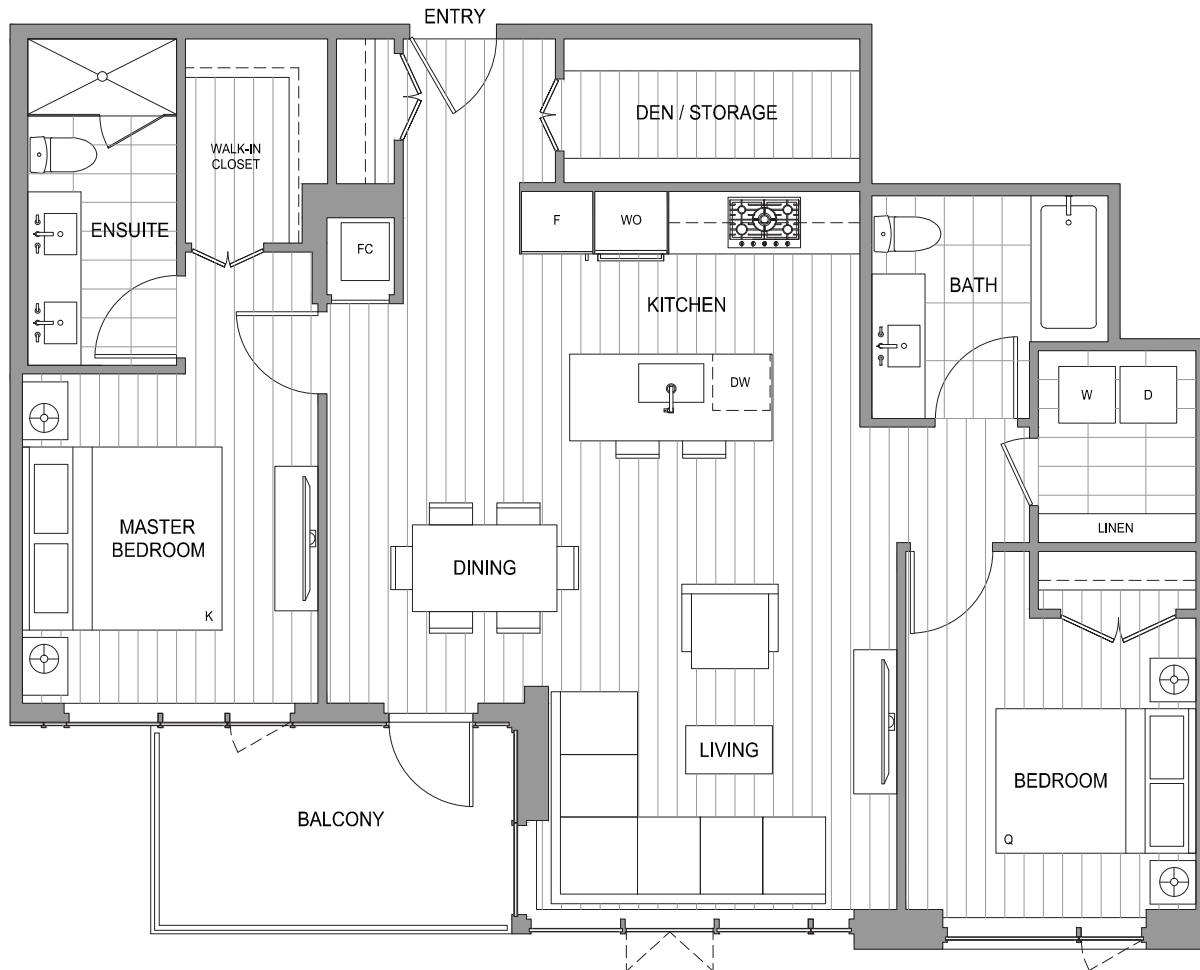 ENTRY
DEN / STORAGE
WALK-IN
CLOSET
ENSUITE
FC
F
WO
KITCHEN
BATH
DW
W
D
LINEN
MASTER
BEDROOM
K
DINING
LIVING
BEDROOM
Q
BALCONY